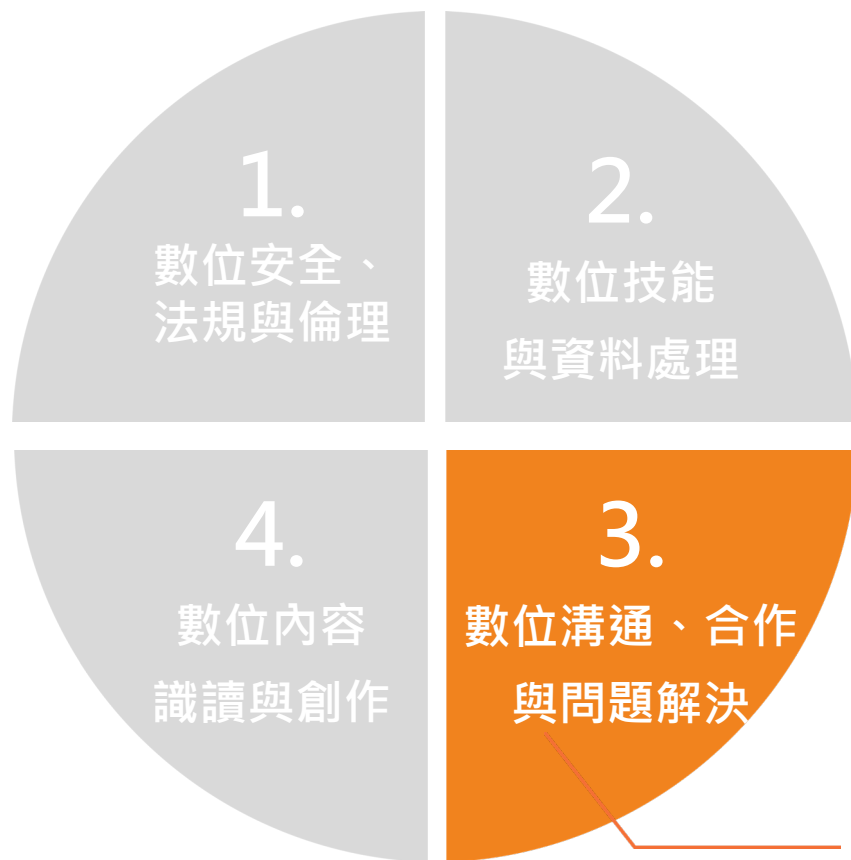 1.
數位安全、
法規與倫理
2.
數位技能
與資料處理
4.
數位內容
識讀與創作
3.
數位溝通、合作
與問題解決